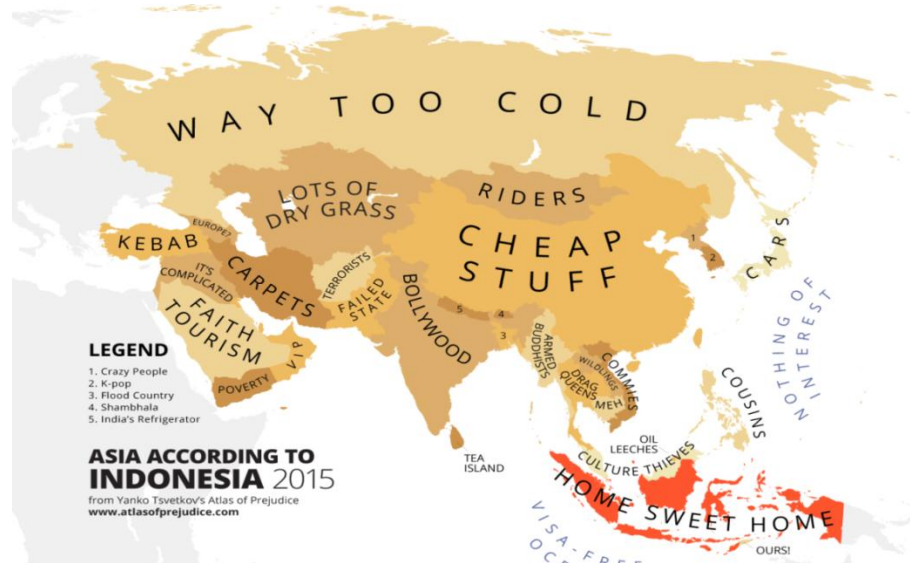 WAY TOO COLD
LOTS OF
DRY GRASS
RIDERS
EUROPE?
KEBAB
CHEAP
STUFF
1
2
CARS
IT'S
COMPLICATED
CARPETS
TERRORISTS
FAILED
STATE
BOLLYWOOD
5
4
3
FAITH
TOURISM
VIP
POVERTY
ARMED
BUDDHISTS
WILDLINGS
COMMIES
DRAG
QUEENS
MEH
COUSINS
NOTHING OF
INTEREST
LEGEND
1. Crazy People
2. K-pop
3. Flood Country
4. Shambhala
5. India's Refrigerator
ASIA ACCORDING TO
INDONESIA 2015
from Yanko Tsvetkov's Atlas of Prejudice
www.atlasofprejudice.com
TEA
ISLAND
OIL
LEECHES
CULTURE THIEVES
HOME SWEET HOME
OURS!
VISA-FREE